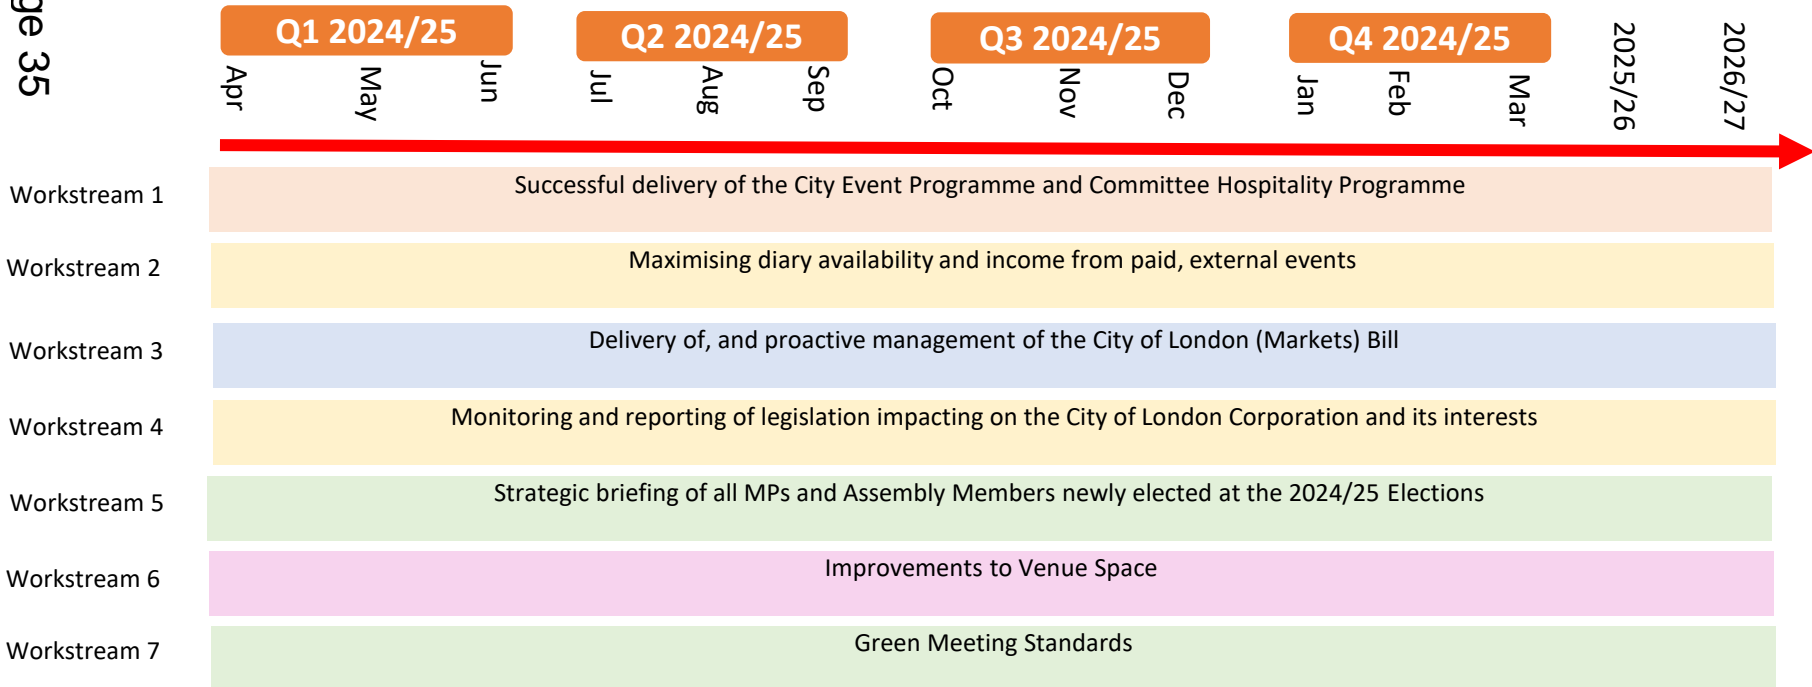 ge 35
Q1 2024/25
Q2 2024/25
Q3 2024/25
Q4 2024/25
2025/26
2026/27
Apr
May
Jun
Jul
Aug
Sep
Oct
Nov
Dec
Jan
Feb
Mar
Workstream 1
Successful delivery of the City Event Programme and Committee Hospitality Programme
Workstream 2
Maximising diary availability and income from paid, external events
Workstream 3
Delivery of, and proactive management of the City of London (Markets) Bill
Workstream 4
Monitoring and reporting of legislation impacting on the City of London Corporation and its interests
Workstream 5
Strategic briefing of all MPs and Assembly Members newly elected at the 2024/25 Elections
Workstream 6
Improvements to Venue Space
Workstream 7
Green Meeting Standards